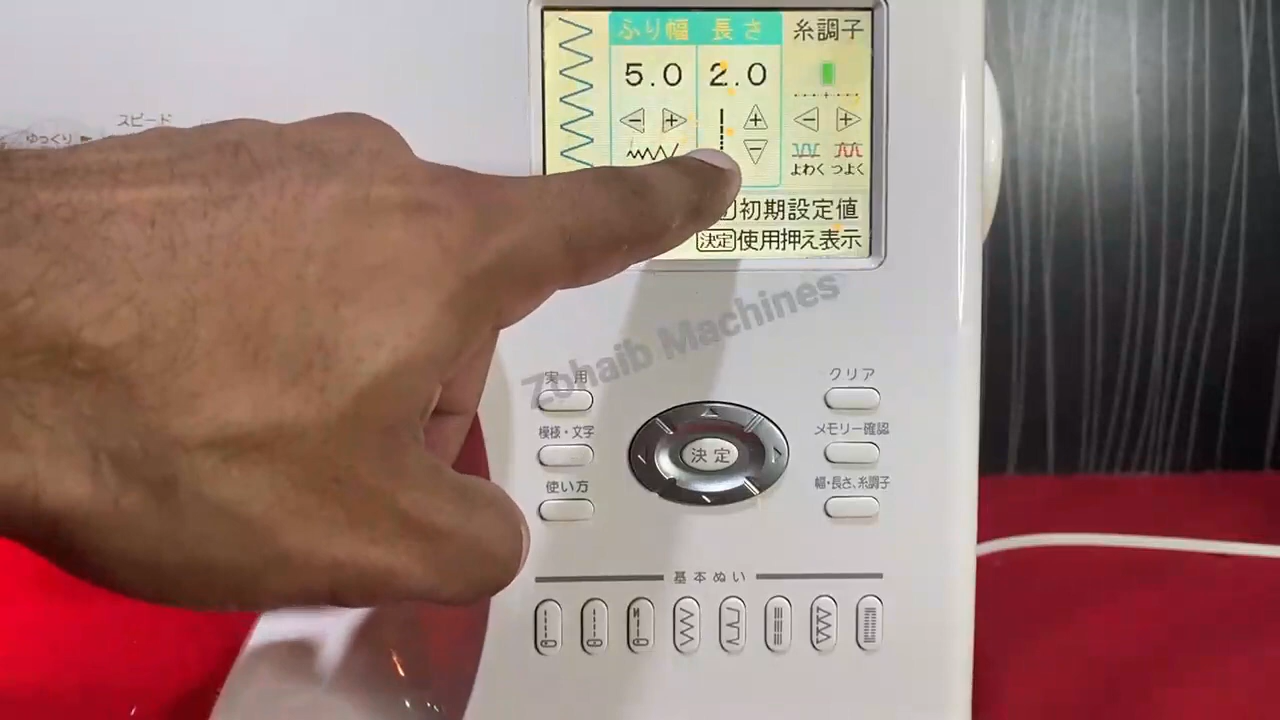 スピード
ゆっくり
ふり幅 長さ 糸調子
5.0 2.0
よわく つよく
初期設定値
決定 使用押え表示
Zohaib Machines
実用
クリア
模様・文字
メモリー確認
決定
使い方
幅・長さ、糸調子
基本ぬい